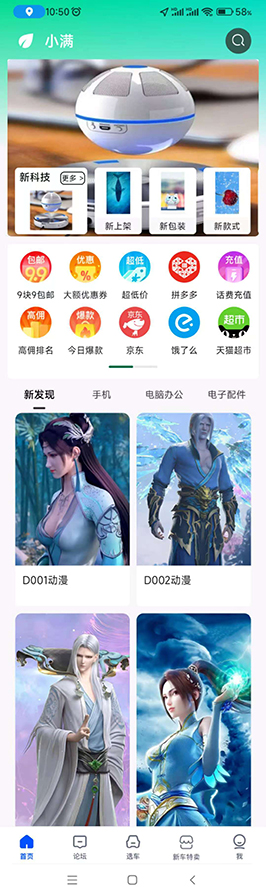 10:50 58%
小满
新科技 更多 >
新上架 新包装 新款式
包邮 优惠 超低 充值
9.9
9块9包邮 大额优惠券 超低价 拼多多 话费充值
高佣 爆款 京东 e 超市
高佣排名 今日爆款 京东 饿了么 天猫超市
新发现 手机 电脑办公 电子配件
D001动漫 D002动漫
首页 论坛 选车 新车特卖 我